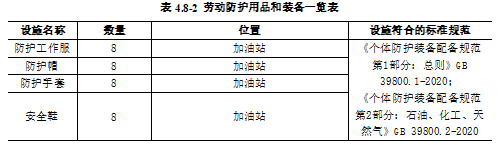 表 4.8-2 劳动防护用品和装备一览表
设施名称 数量 位置 设施符合的标准规范
防护工作服 8 加油站 《个体防护装备配备规范
防护帽 8 加油站 第1部分：总则》GB
防护手套 8 加油站 39800.1-2020；
《个体防护装备配备规范
安全鞋 8 加油站 第2部分：石油、化工、天
然气》GB 39800.2-2020